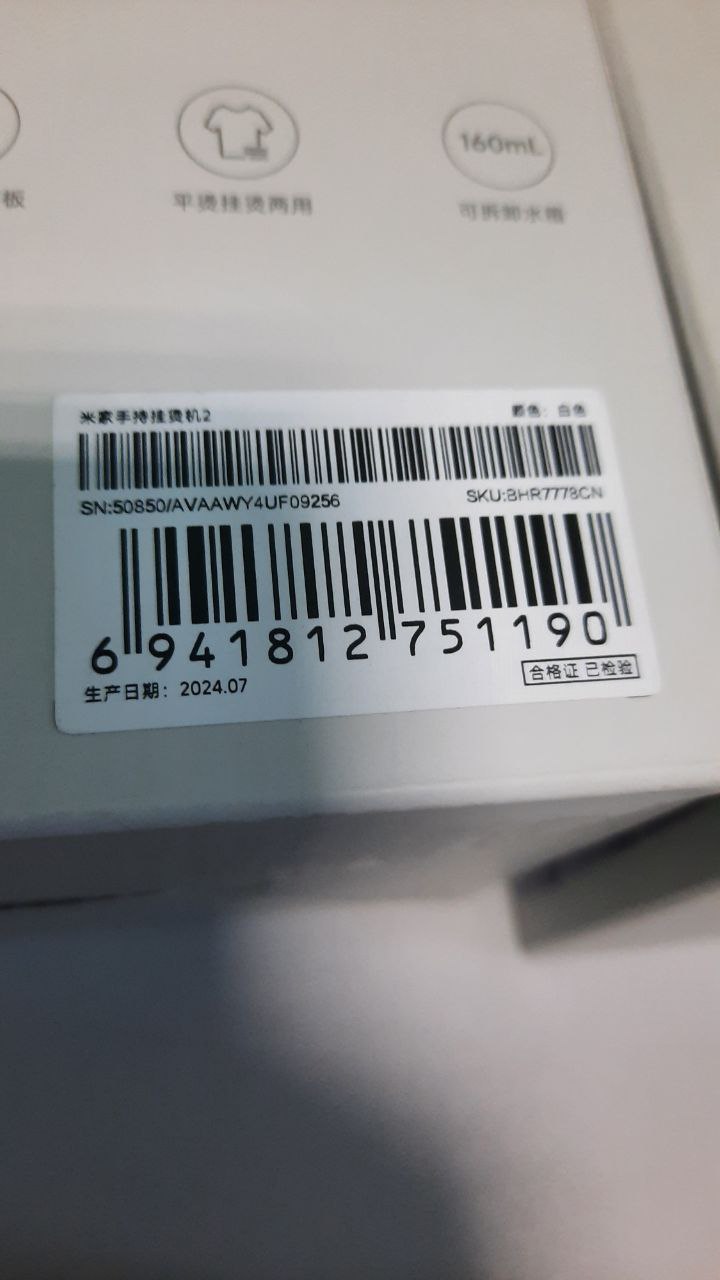 160mL
板
平烫挂烫两用
可拆卸水箱
米家手持挂烫机2
颜色：白色
SN:50850/AVAAWY4UF09256
SKU:BHR7778CN
6 941812 751190
生产日期：2024.07
合格证 已检验